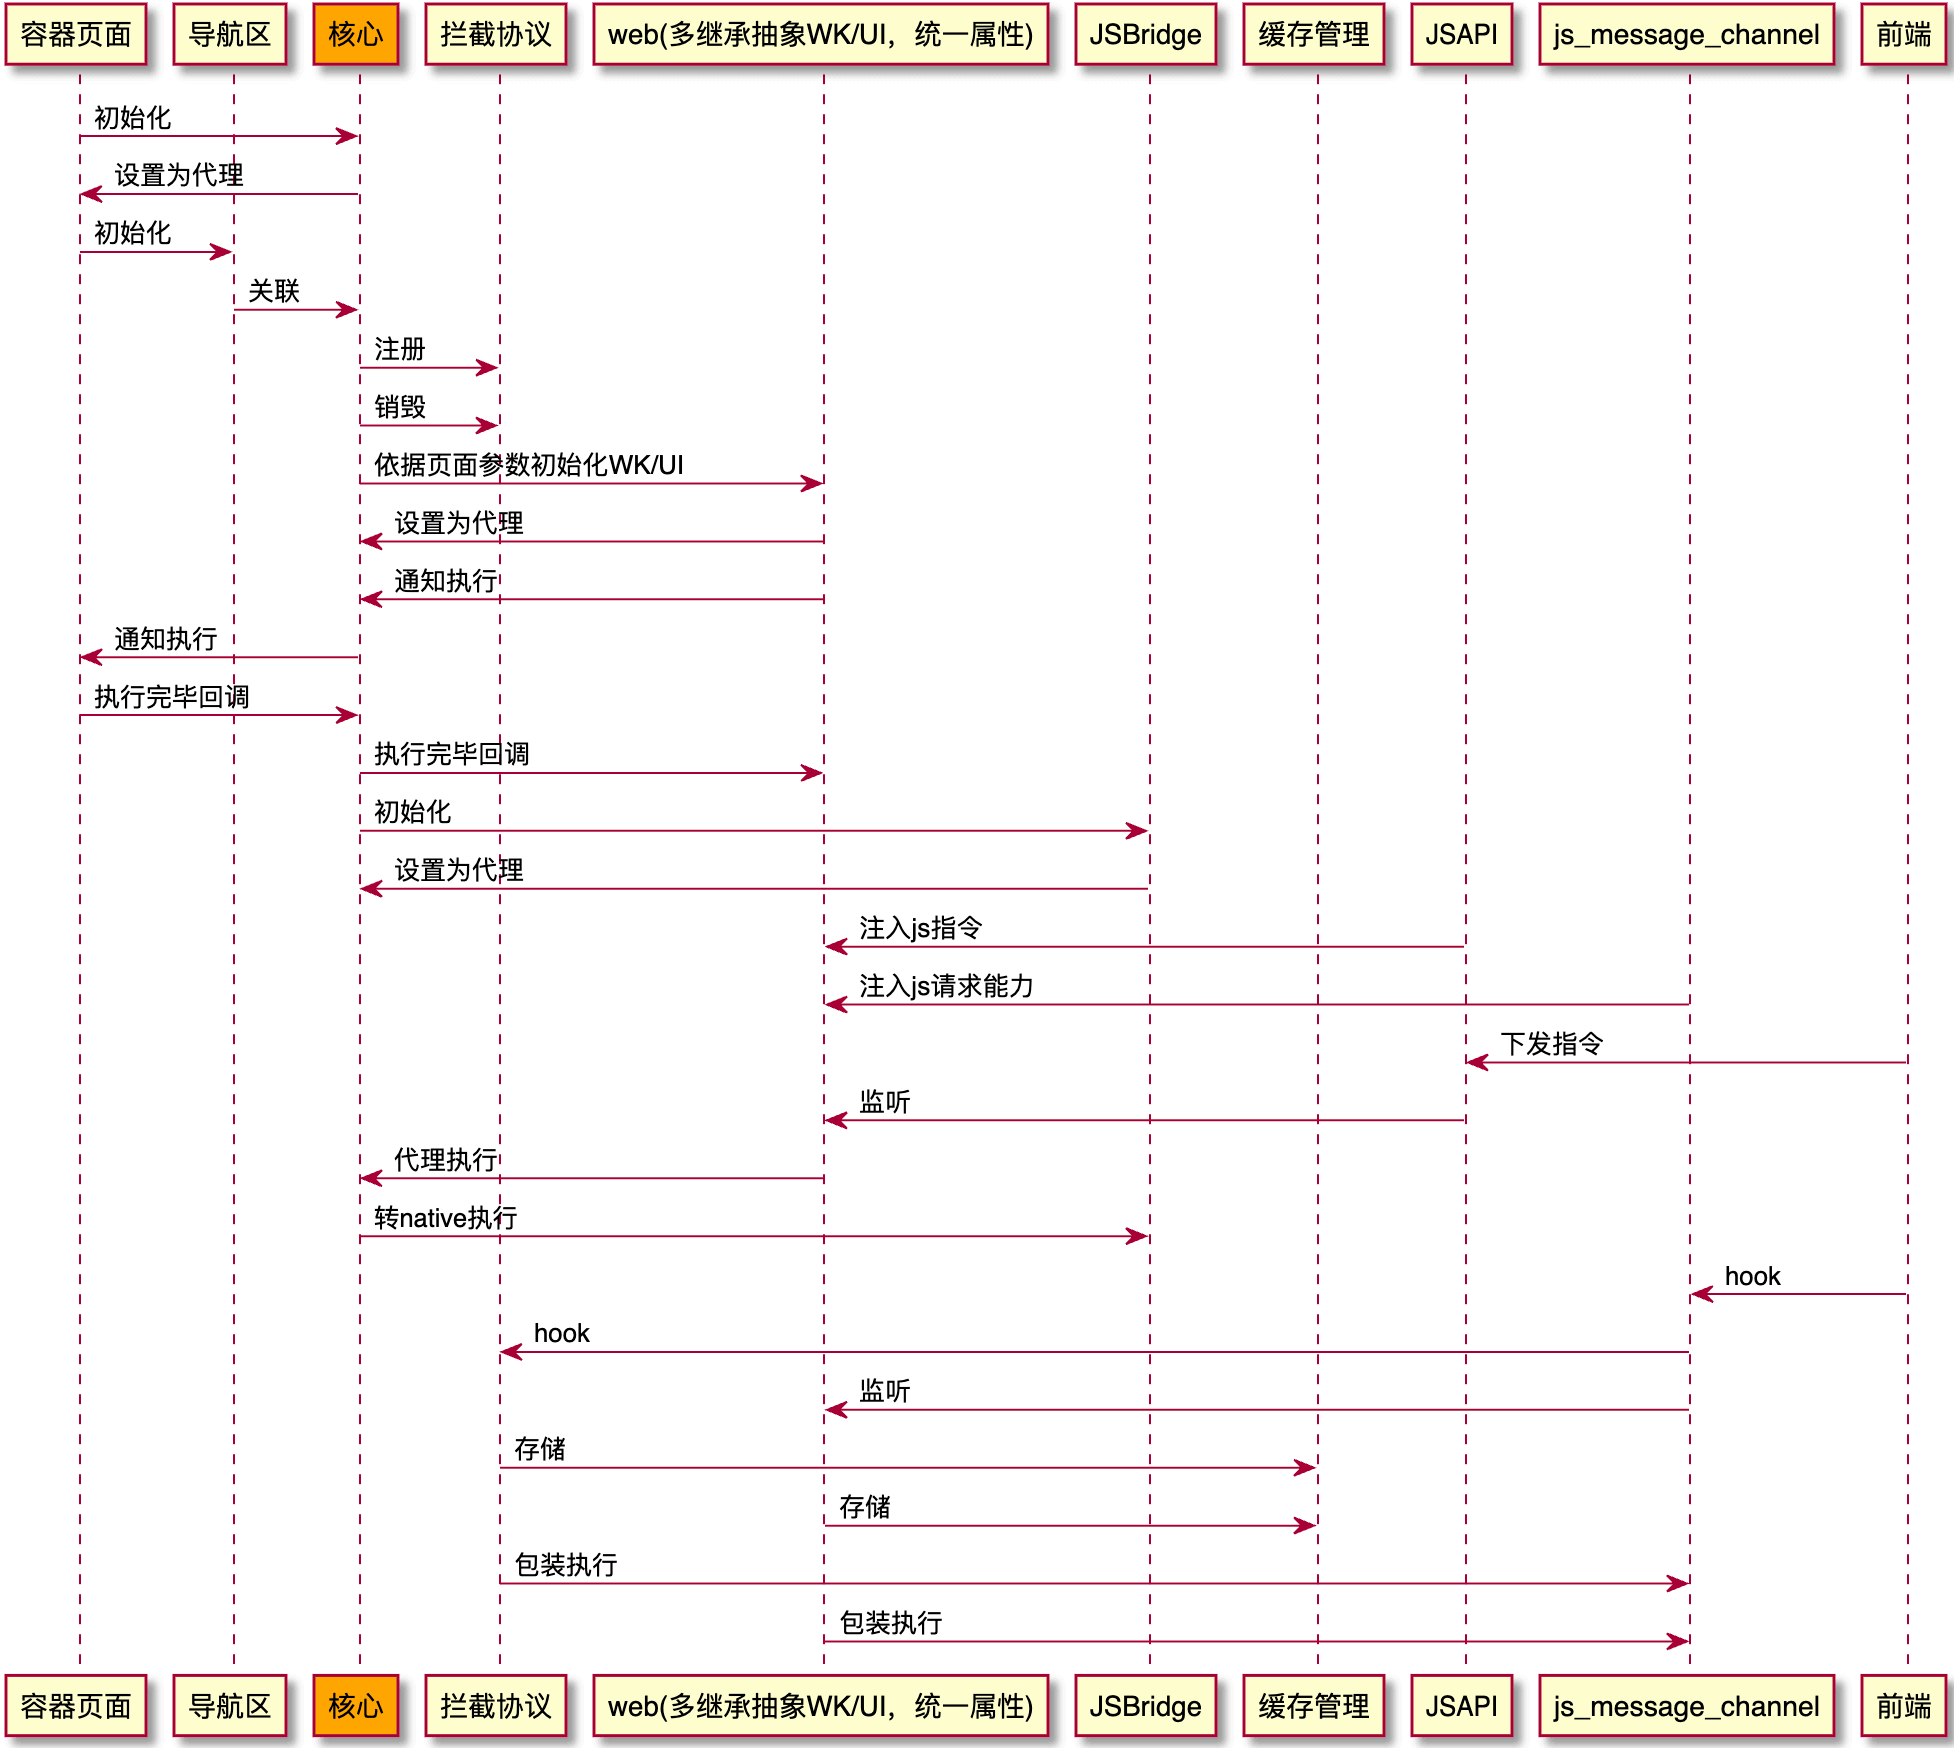 容器页面
导航区
核心
拦截协议
web(多继承抽象WK/UI，统一属性)
JSBridge
缓存管理
JSAPI
js_message_channel
前端
初始化
设置为代理
初始化
关联
注册
销毁
依据页面参数初始化WK/UI
设置为代理
通知执行
通知执行
执行完毕回调
执行完毕回调
初始化
设置为代理
注入js指令
注入js请求能力
下发指令
监听
代理执行
转native执行
hook
hook
监听
存储
存储
包装执行
包装执行
容器页面
导航区
核心
拦截协议
web(多继承抽象WK/UI，统一属性)
JSBridge
缓存管理
JSAPI
js_message_channel
前端